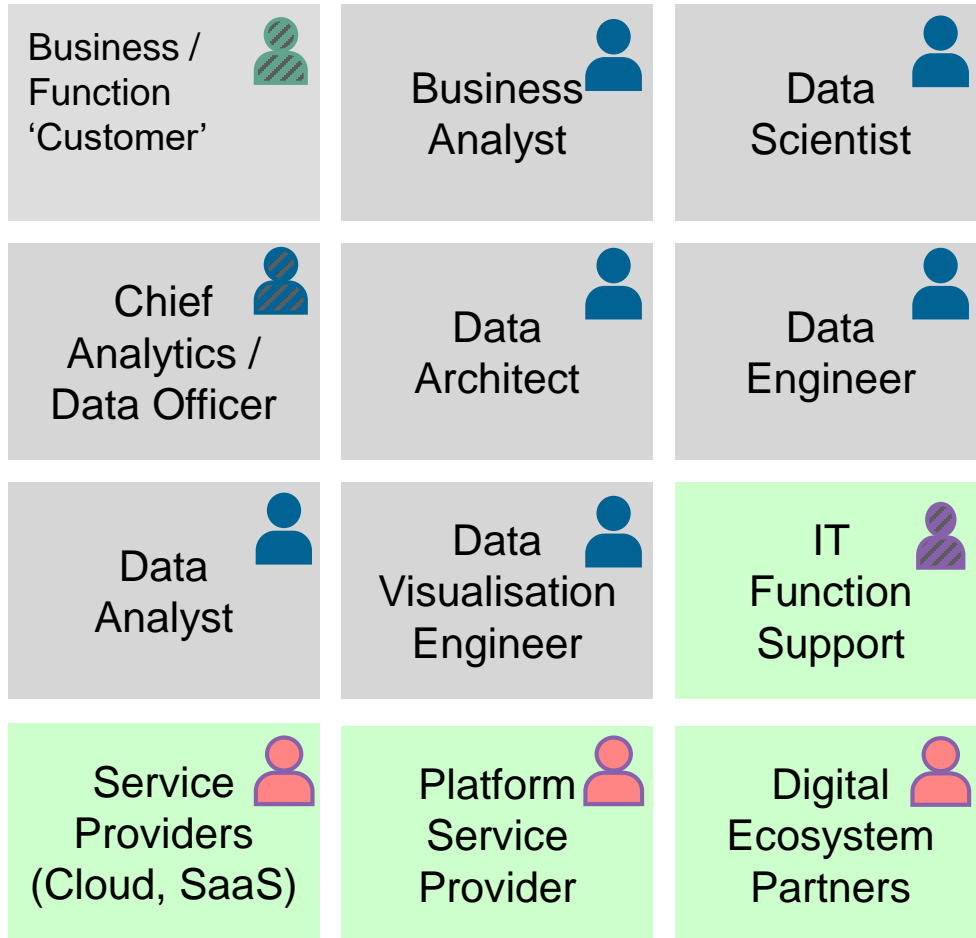 Business /
Function
‘Customer’
Business
Analyst
Data
Scientist
Chief
Analytics /
Data Officer
Data
Architect
Data
Engineer
Data
Analyst
Data
Visualisation
Engineer
IT
Function
Support
Service
Providers
(Cloud, SaaS)
Platform
Service
Provider
Digital
Ecosystem
Partners